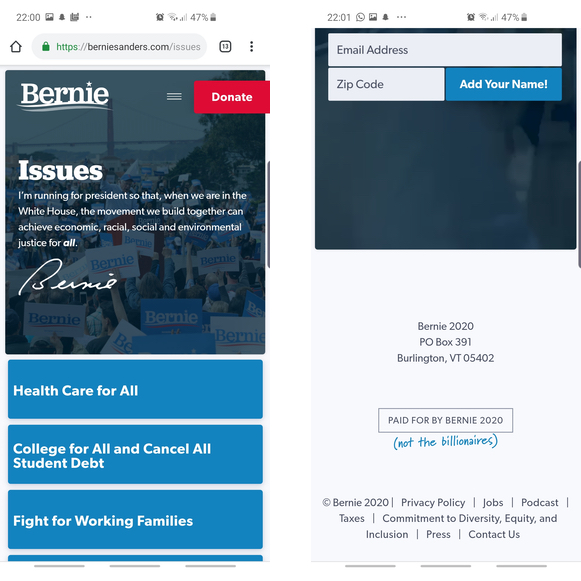 22:00
47%
https://berniesanders.com/issues
13
Bernie
Donate
Issues
I'm running for president so that, when we are in the
White House, the movement we build together can
achieve economic, racial, social and environmental
justice for all.
Bernie
Bernie
Bernie
Bernie
Bernie
Health Care for All
College for All and Cancel All
Student Debt
Fight for Working Families
22:01
47%
Email Address
Zip Code
Add Your Name!
Bernie 2020
PO Box 391
Burlington, VT 05402
PAID FOR BY BERNIE 2020
(not the billionaires)
© Bernie 2020 | Privacy Policy | Jobs | Podcast |
Taxes | Commitment to Diversity, Equity, and
Inclusion | Press | Contact Us